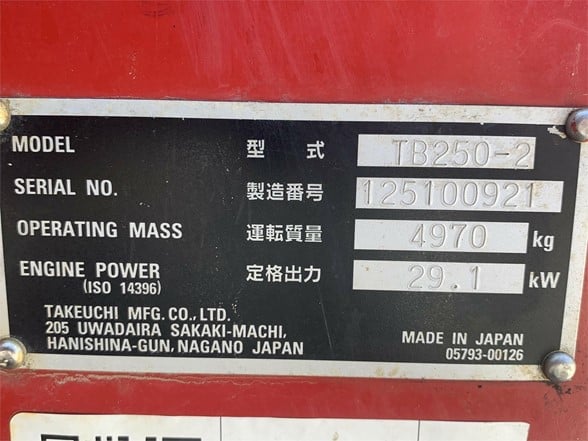 MODEL 型式 TB250-2
SERIAL NO. 製造番号 125100921
OPERATING MASS 運転質量 4970 kg
ENGINE POWER 定格出力 29.1 kW
(ISO 14396)
TAKEUCHI MFG. CO., LTD.
205 UWADAIRA SAKAKI-MACHI,
HANISHINA-GUN, NAGANO JAPAN
MADE IN JAPAN
05793-00126